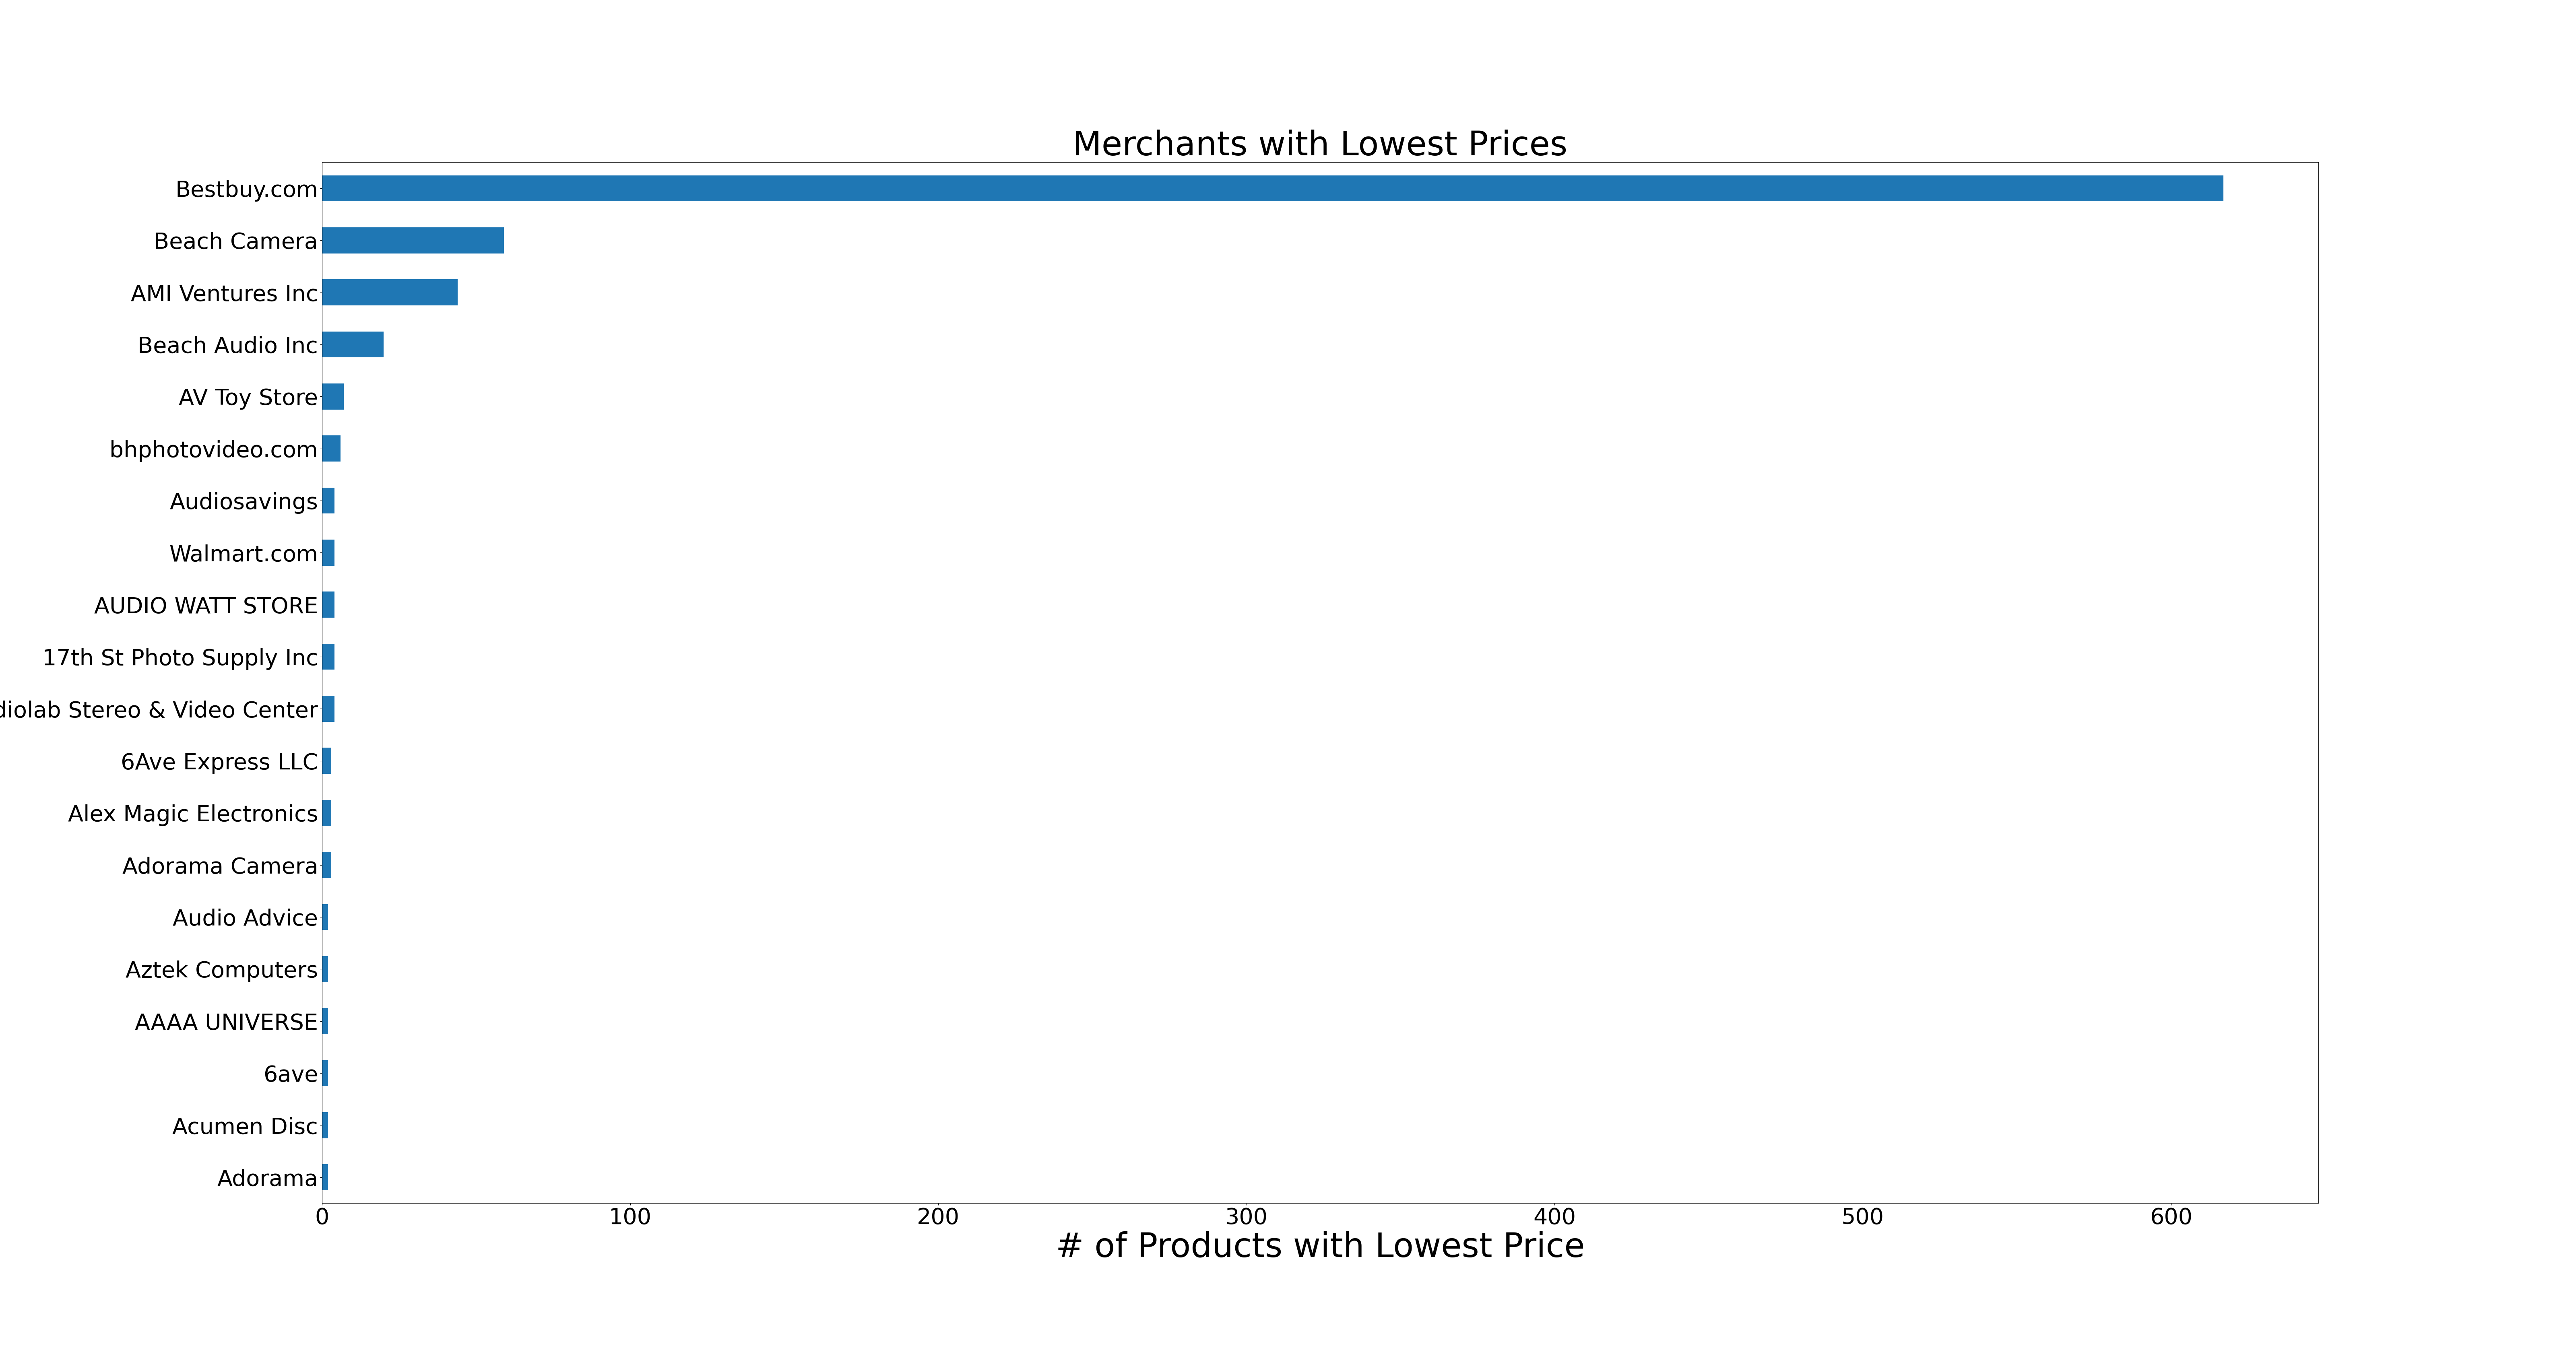 Merchants with Lowest Prices
Bestbuy.com
Beach Camera
AMI Ventures Inc
Beach Audio Inc
AV Toy Store
bhphotovideo.com
Audiosavings
Walmart.com
AUDIO WATT STORE
17th St Photo Supply Inc
diolab Stereo & Video Center
6Ave Express LLC
Alex Magic Electronics
Adorama Camera
Audio Advice
Aztek Computers
AAAA UNIVERSE
6ave
Acumen Disc
Adorama
0 100 200 300 400 500 600
# of Products with Lowest Price